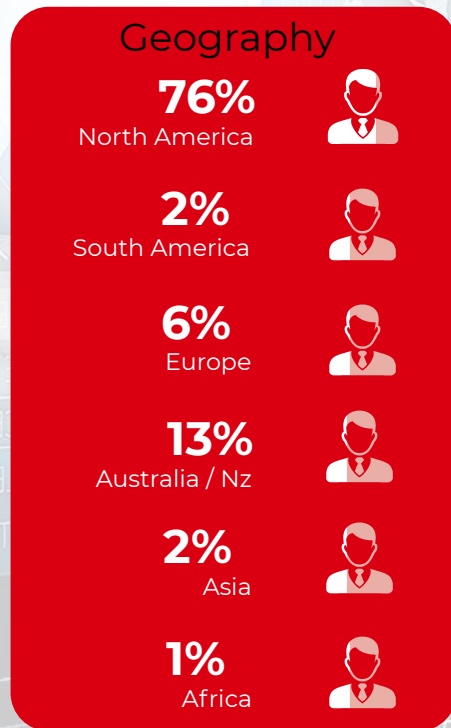 Geography
76%
North America
2%
South America
6%
Europe
13%
Australia / Nz
2%
Asia
1%
Africa